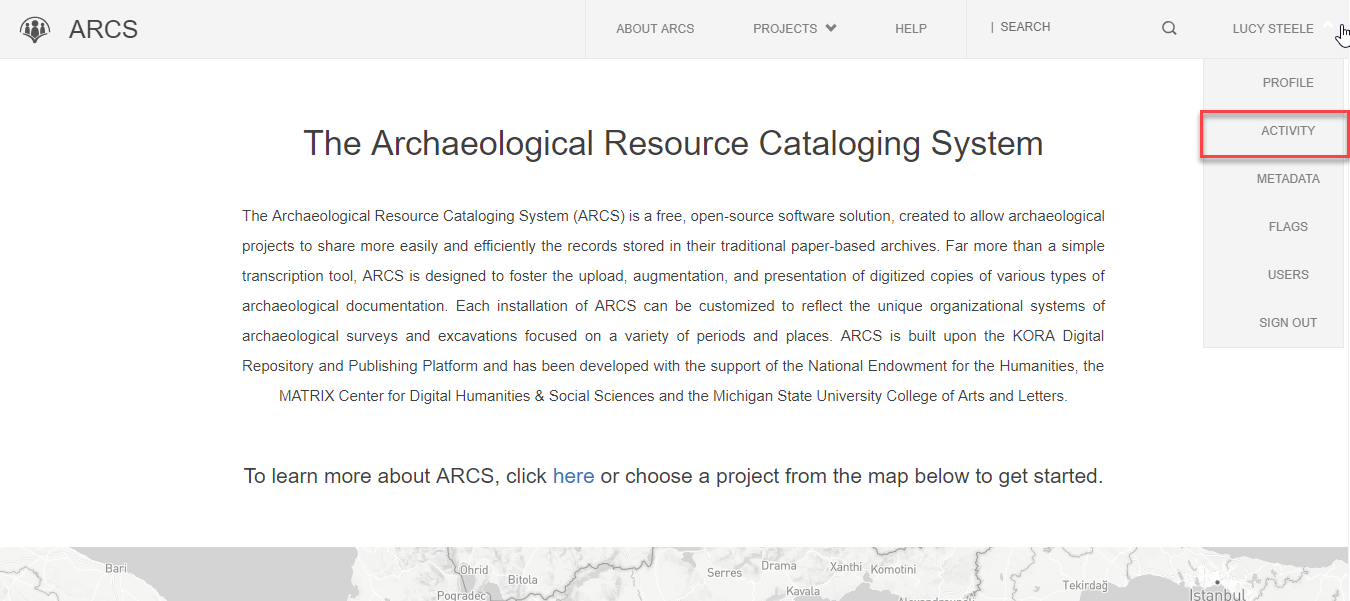 ARCS
ABOUT ARCS
PROJECTS
HELP
| SEARCH
LUCY STEELE
PROFILE
ACTIVITY
METADATA
FLAGS
USERS
SIGN OUT
The Archaeological Resource Cataloging System
The Archaeological Resource Cataloging System (ARCS) is a free, open-source software solution, created to allow archaeological
projects to share more easily and efficiently the records stored in their traditional paper-based archives. Far more than a simple
transcription tool, ARCS is designed to foster the upload, augmentation, and presentation of digitized copies of various types of
archaeological documentation. Each installation of ARCS can be customized to reflect the unique organizational systems of
archaeological surveys and excavations focused on a variety of periods and places. ARCS is built upon the KORA Digital
Repository and Publishing Platform and has been developed with the support of the National Endowment for the Humanities, the
MATRIX Center for Digital Humanities & Social Sciences and the Michigan State University College of Arts and Letters.
To learn more about ARCS, click here or choose a project from the map below to get started.
Bari
Ohrid
Bitola
Pogradec
Serres
Drama
Xanthi
Komotini
Kavala
Tekirdağ
Istanbul